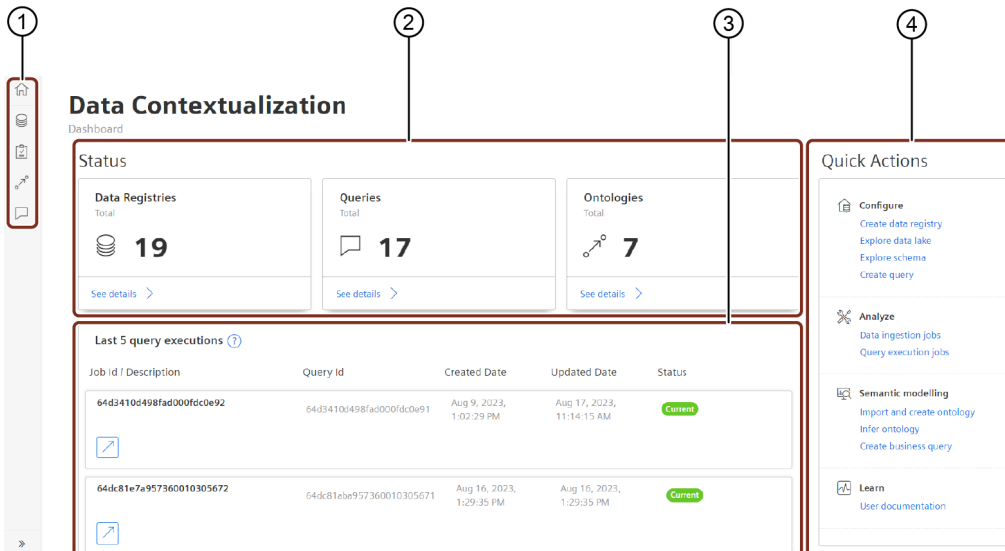 1
2
3
4
Data Contextualization
Dashboard
Status
Data Registries
Total
19
See details
Queries
Total
17
See details
Ontologies
Total
7
See details
Last 5 query executions ?
Job Id / Description Query Id Created Date Updated Date Status
64d3410d498fad000fdc0e92
64d3410d498fad000fdc0e91
Aug 9, 2023,
1:02:29 PM
Aug 17, 2023,
11:14:15 AM
Current
64dc81e7a957360010305672
64dc81aba957360010305671
Aug 16, 2023,
1:29:35 PM
Aug 16, 2023,
1:29:35 PM
Current
Quick Actions
Configure
Create data registry
Explore data lake
Explore schema
Create query
Analyze
Data ingestion jobs
Query execution jobs
Semantic modelling
Import and create ontology
Infer ontology
Create business query
Learn
User documentation